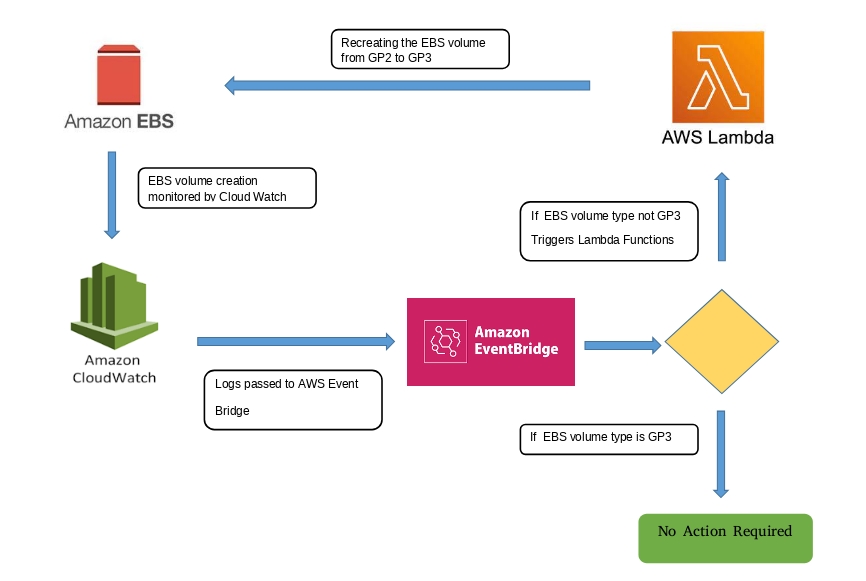 Recreating the EBS volume
from GP2 to GP3
Amazon EBS
AWS Lambda
EBS volume creation
monitored by Cloud Watch
If EBS volume type not GP3
Triggers Lambda Functions
Amazon
CloudWatch
Amazon
EventBridge
Logs passed to AWS Event
Bridge
If EBS volume type is GP3
No Action Required